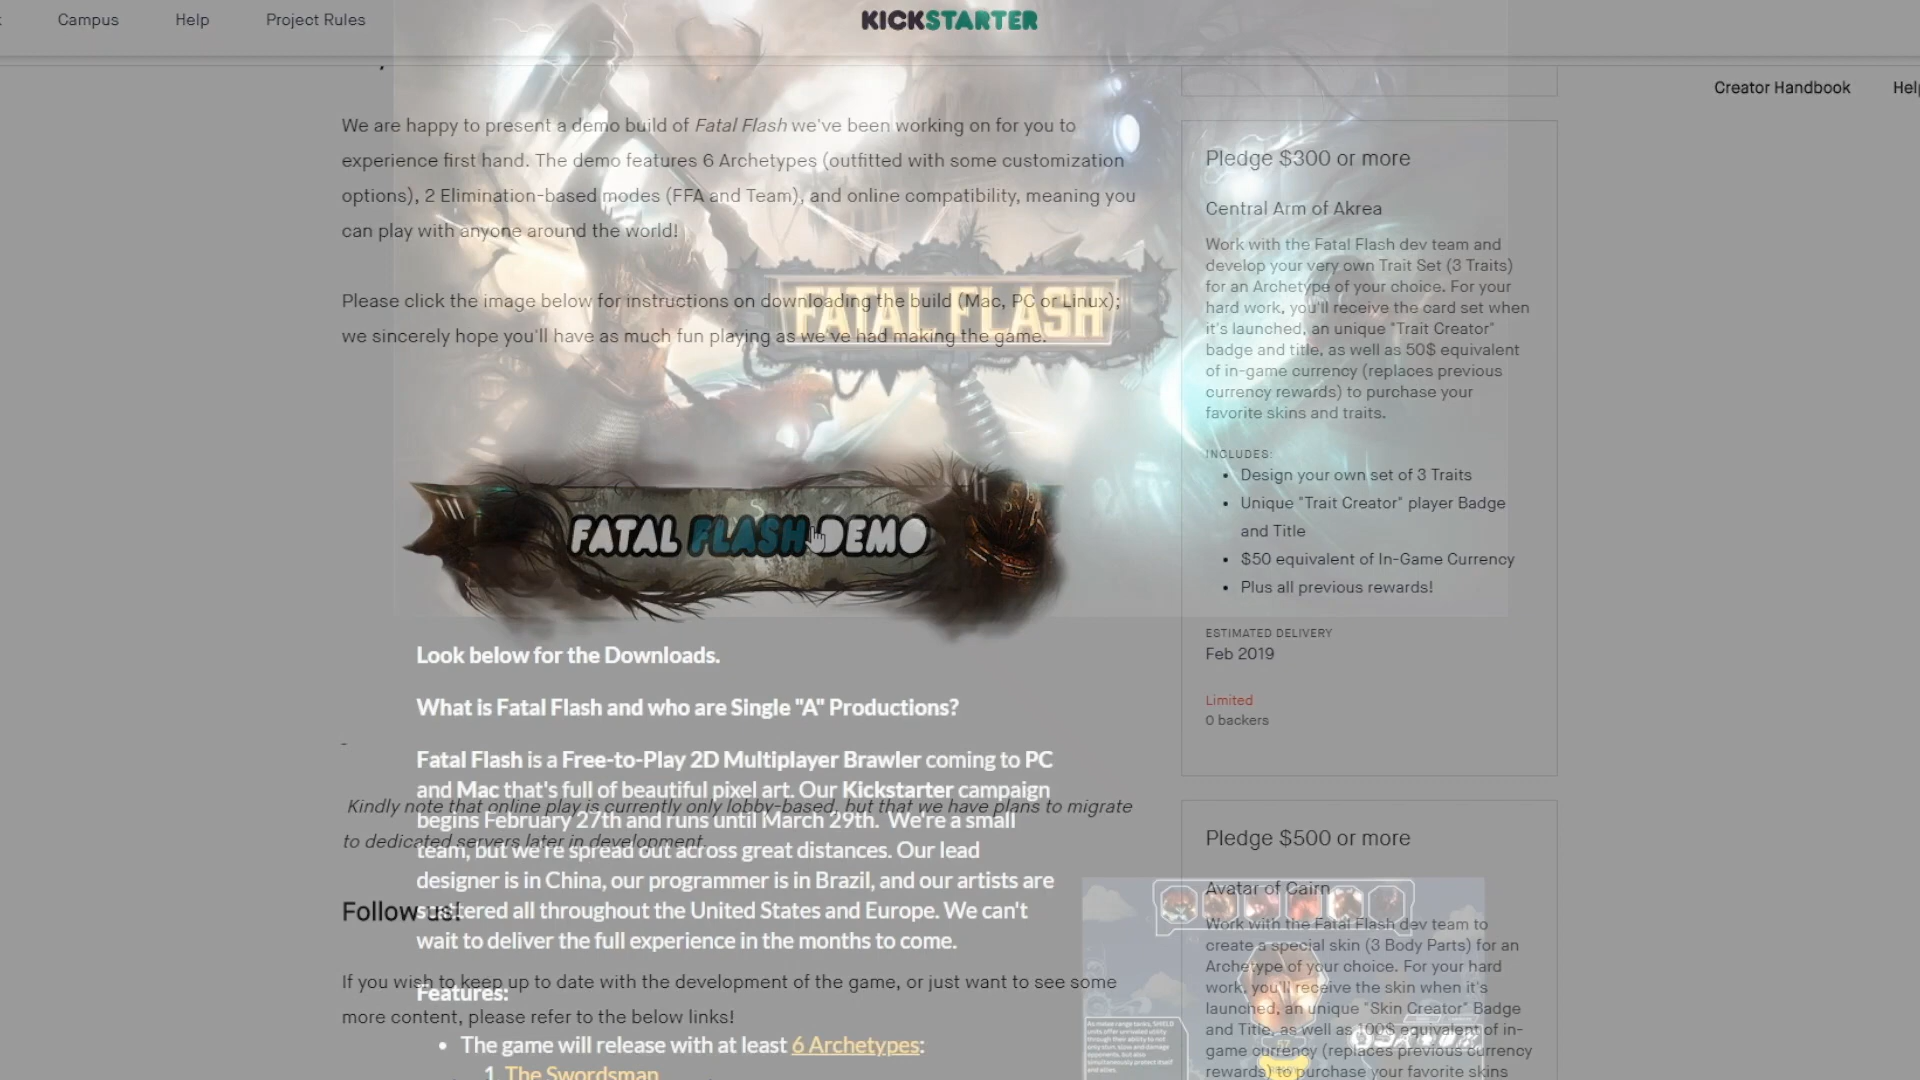 Campus
Help
Project Rules
KICKSTARTER
Creator Handbook
We are happy to present a demo build of Fatal Flash we've been working on for you to
experience first hand. The demo features 6 Archetypes (outfitted with some customization
options), 2 Elimination-based modes (FFA and Team), and online compatibility, meaning you
can play with anyone around the world!
Please click the image below for instructions on downloading the build (Mac, PC or Linux);
we sincerely hope you'll have as much fun playing as we've had making the game.
FATAL FLASH
FATAL FLASH DEMO
Look below for the Downloads.
What is Fatal Flash and who are Single "A" Productions?
-
Fatal Flash is a Free-to-Play 2D Multiplayer Brawler coming to PC
and Mac that's full of beautiful pixel art. Our Kickstarter campaign
begins February 27th and runs until March 29th. We're a small
team, but we're spread out across great distances. Our lead
designer is in China, our programmer is in Brazil, and our artists are
scattered all throughout the United States and Europe. We can't
wait to deliver the full experience in the months to come.
Features:
• The game will release with at least 6 Archetypes:
1. The Swordsman
Kindly note that online play is currently only lobby-based, but that we have plans to migrate
to dedicated servers later in development.
Follow us!
If you wish to keep up to date with the development of the game, or just want to see some
more content, please refer to the below links!
Pledge $300 or more
Central Arm of Akrea
Work with the Fatal Flash dev team and
develop your very own Trait Set (3 Traits)
for an Archetype of your choice. For your
hard work, you'll receive the card set when
it's launched, an unique "Trait Creator"
badge and title, as well as 50$ equivalent
of in-game currency (replaces previous
currency rewards) to purchase your
favorite skins and traits.
INCLUDES:
• Design your own set of 3 Traits
• Unique "Trait Creator" player Badge
and Title
• $50 equivalent of In-Game Currency
• Plus all previous rewards!
ESTIMATED DELIVERY
Feb 2019
Limited
0 backers
Pledge $500 or more
Avatar of Cairn
Work with the Fatal Flash dev team to
create a special skin (3 Body Parts) for an
Archetype of your choice. For your hard
work, you'll receive the skin when it's
launched, an unique "Skin Creator" Badge
and Title, as well as 100$ equivalent of in-
game currency (replaces previous currency
rewards) to purchase your favorite skins